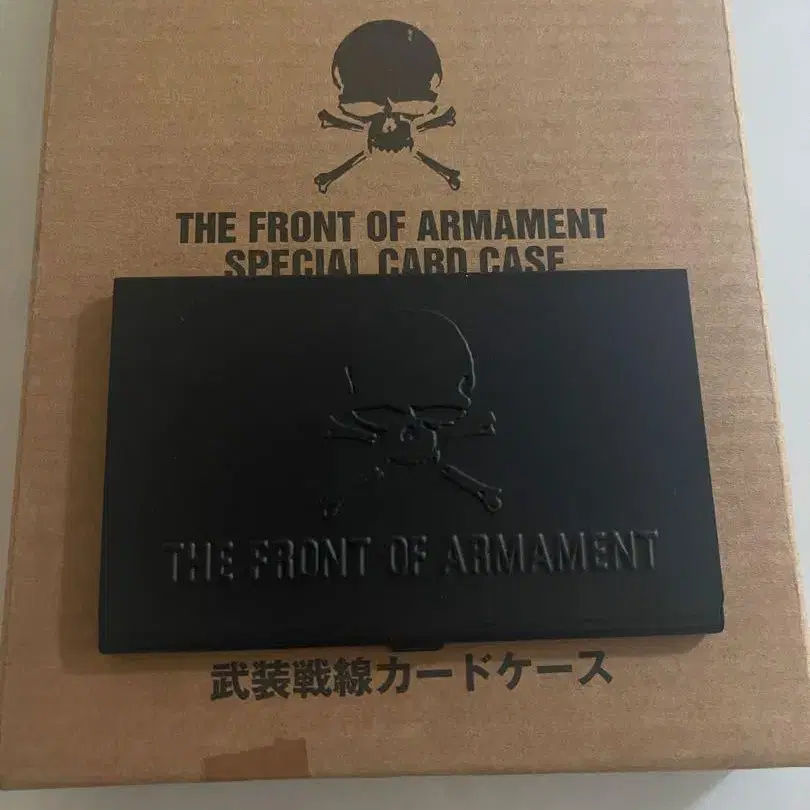 THE FRONT OF ARMAMENT
SPECIAL CARD CASE
THE FRONT OF ARMAMENT
武装戦線カードケース